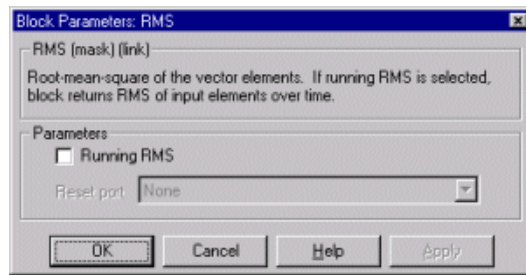 Block Parameters: RMS
RMS (mask) (link)
Root-mean-square of the vector elements. If running RMS is selected,
block returns RMS of input elements over time.
Parameters
Running RMS
Reset port None
OK Cancel Help Apply